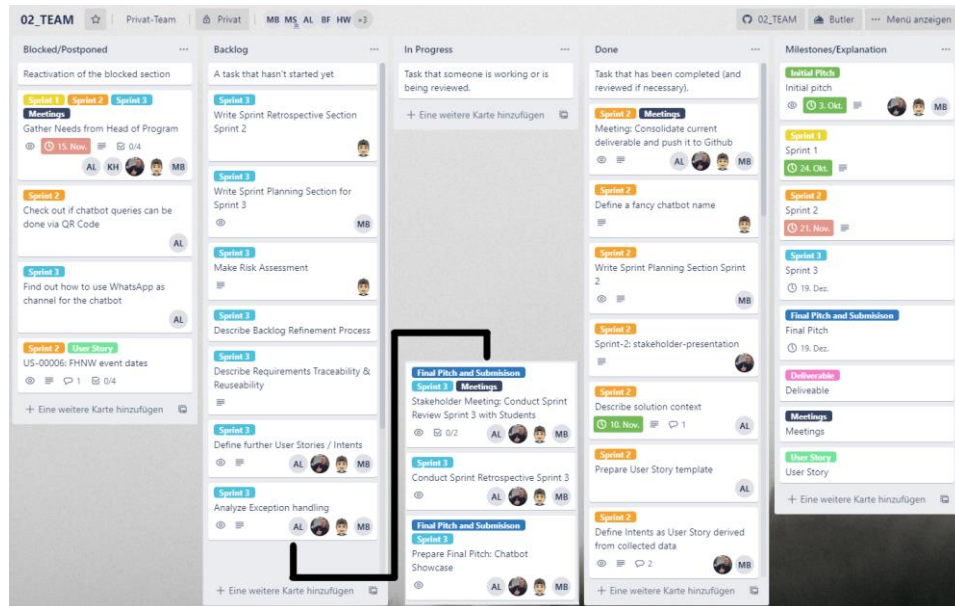 02_TEAM
Privat-Team
Privat
MB MS AL BF HW +3
02_TEAM
Butler
Menü anzeigen
Blocked/Postponed
Reactivation of the blocked section
Sprint 1 Sprint 2 Sprint 3
Meetings
Gather Needs from Head of Program
15. Nov. 0/4
AL KH MB
Sprint 2
Check out if chatbot queries can be
done via QR Code
AL
Sprint 3
Find out how to use WhatsApp as
channel for the chatbot
AL
Sprint 2 User Story
US-00006: FHNW event dates
1 0/4
+ Eine weitere Karte hinzufügen
Backlog
A task that hasn't started yet
Sprint 3
Write Sprint Retrospective Section
Sprint 2
Sprint 3
Write Sprint Planning Section for
Sprint 3
MB
Sprint 3
Make Risk Assessment
Sprint 3
Describe Backlog Refinement Process
Sprint 3
Describe Requirements Traceability &
Reuseability
Sprint 3
Define further User Stories / Intents
AL MB
Sprint 3
Analyze Exception handling
AL MB
+ Eine weitere Karte hinzufügen
In Progress
Task that someone is working or is
being reviewed.
+ Eine weitere Karte hinzufügen
Final Pitch and Submisison
Sprint 3 Meetings
Stakeholder Meeting: Conduct Sprint
Review Sprint 3 with Students
0/2 AL MB
Sprint 3
Conduct Sprint Retrospective Sprint 3
AL MB
Final Pitch and Submisison
Sprint 3
Prepare Final Pitch: Chatbot
Showcase
AL MB
Done
Task that has been completed (and
reviewed if necessary).
Sprint 2 Meetings
Meeting: Consolidate current
deliverable and push it to Github
AL MB
Sprint 2
Define a fancy chatbot name
Sprint 2
Write Sprint Planning Section Sprint
2
MB
Sprint 2
Sprint-2: stakeholder-presentation
Sprint 2
Describe solution context
10. Nov. 1 AL
Sprint 2
Prepare User Story template
AL
Sprint 2
Define Intents as User Story derived
from collected data
2 MB
+ Eine weitere Karte hinzufügen
Milestones/Explanation
Initial Pitch
Initial pitch
3. Okt. MB
Sprint 1
Sprint 1
24. Okt.
Sprint 2
Sprint 2
21. Nov.
Sprint 3
Sprint 3
19. Dez.
Final Pitch and Submisison
Final Pitch
19. Dez.
Deliverable
Deliverable
Meetings
Meetings
User Story
User Story
+ Eine weitere Karte hinzufügen